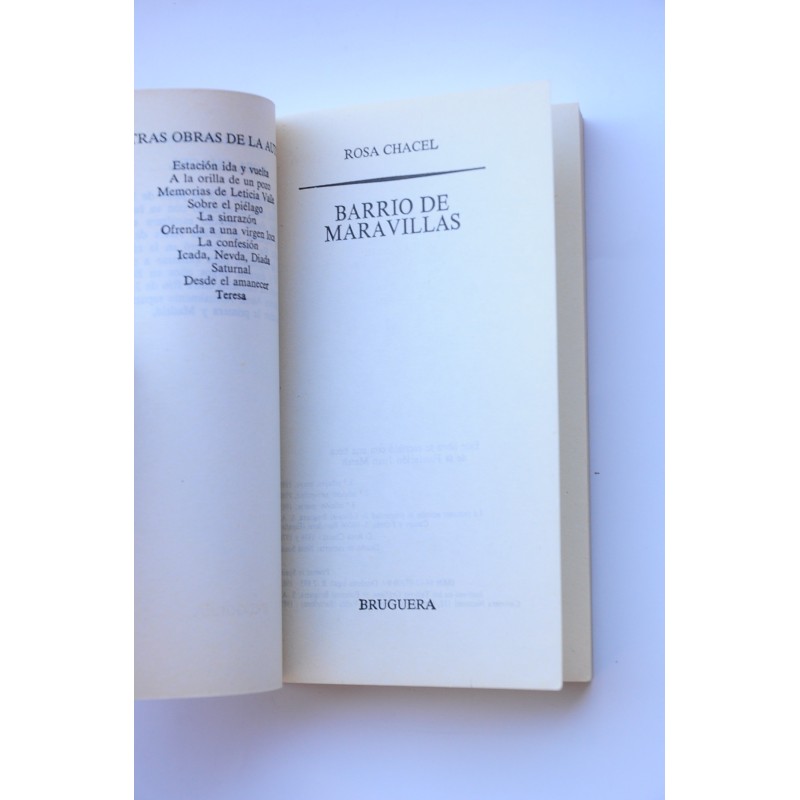 TRAS OBRAS DE LA AUT
Estación ida y vuelta
A la orilla de un pozo
Memorias de Leticia Valle
Sobre el piélago
La sinrazón
Ofrenda a una virgen loca
La confesión
Icada, Nevda, Diada
Saturnal
Desde el amanecer
Teresa
ROSA CHACEL
BARRIO DE
MARAVILLAS
BRUGUERA